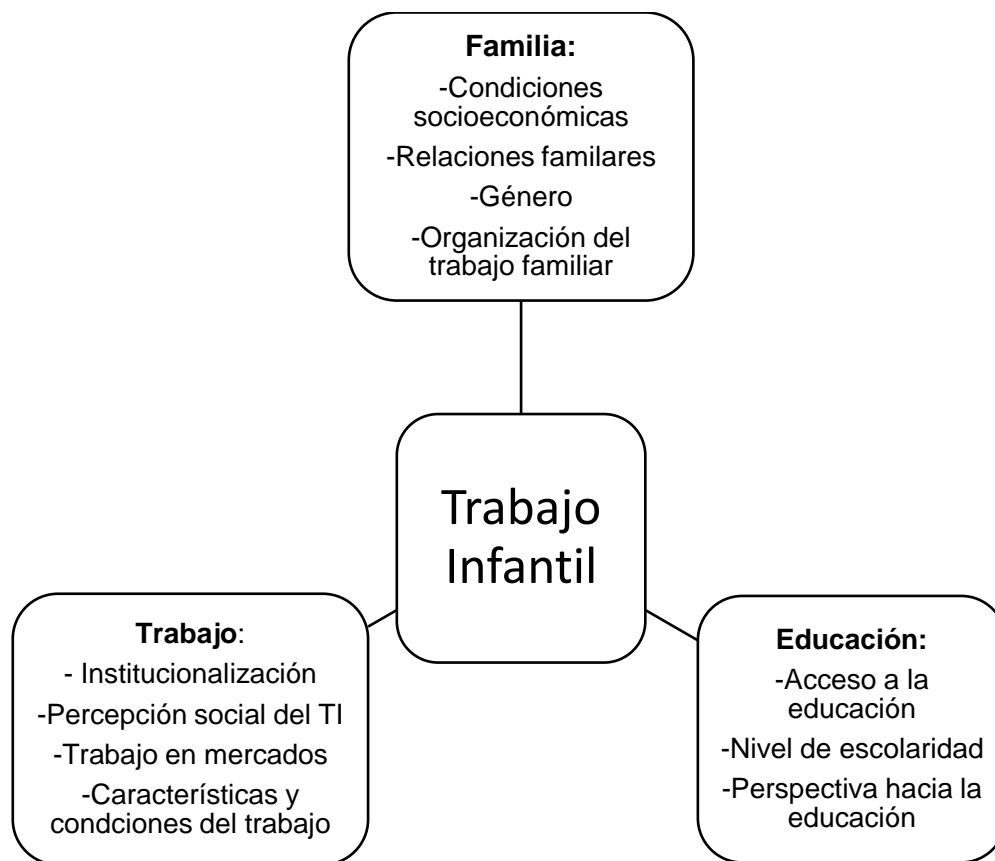 Familia:
-Condiciones
socioeconómicas
-Relaciones familares
-Género
-Organización del
trabajo familiar
Trabajo
Infantil
Trabajo:
- Institucionalización
-Percepción social del TI
-Trabajo en mercados
-Características y
condciones del trabajo
Educación:
-Acceso a la
educación
-Nivel de escolaridad
-Perspectiva hacia la
educación